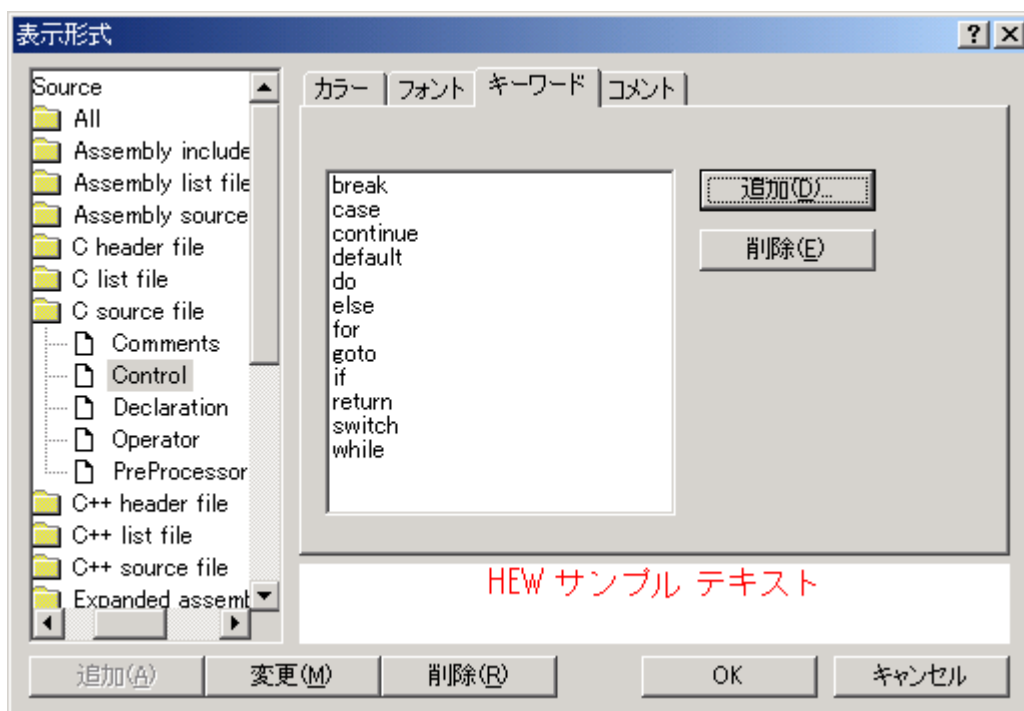 表示形式
Source
All
Assembly include
Assembly list file
Assembly source
C header file
C list file
C source file
Comments
Control
Declaration
Operator
PreProcessor
C++ header file
C++ list file
C++ source file
Expanded assemb
カラー フォント キーワード コメント
break
case
continue
default
do
else
for
goto
if
return
switch
while
追加(D)...
削除(E)
HEW サンプル テキスト
追加(A) 変更(M) 削除(R) OK キャンセル